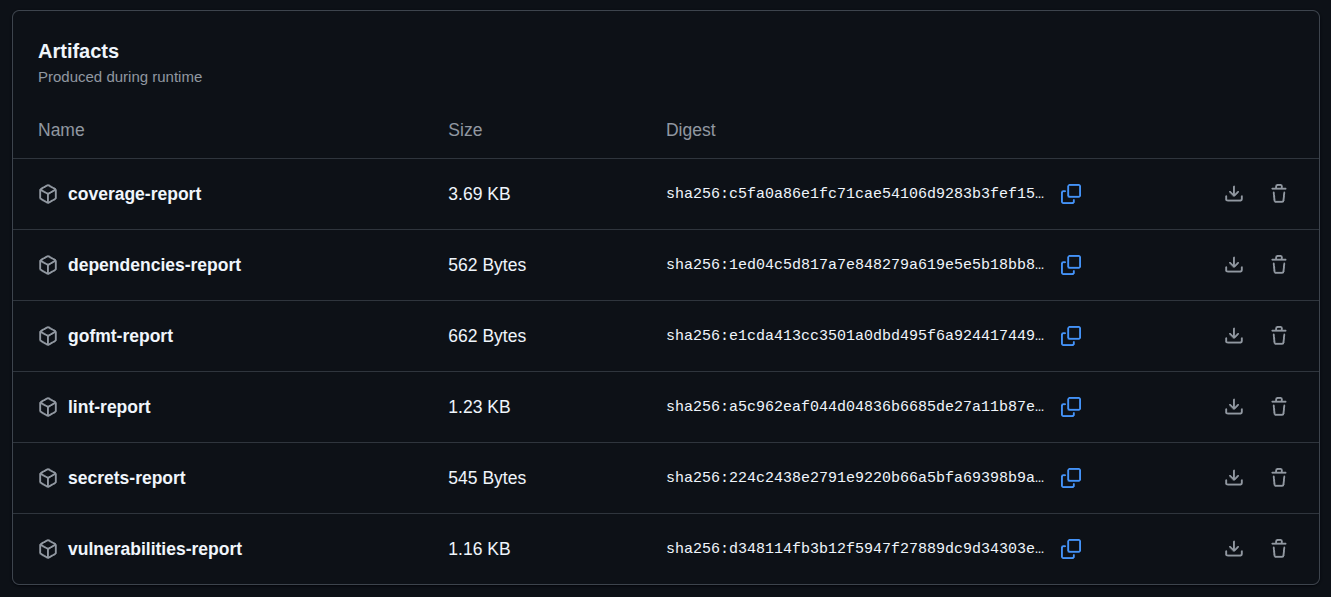 Artifacts
Produced during runtime
Name Size Digest
coverage-report 3.69 KB sha256:c5fa0a86e1fc71cae54106d9283b3fef15…
dependencies-report 562 Bytes sha256:1ed04c5d817a7e848279a619e5e5b18bb8…
gofmt-report 662 Bytes sha256:e1cda413cc3501a0dbd495f6a924417449…
lint-report 1.23 KB sha256:a5c962eaf044d04836b6685de27a11b87e…
secrets-report 545 Bytes sha256:224c2438e2791e9220b66a5bfa69398b9a…
vulnerabilities-report 1.16 KB sha256:d348114fb3b12f5947f27889dc9d34303e…